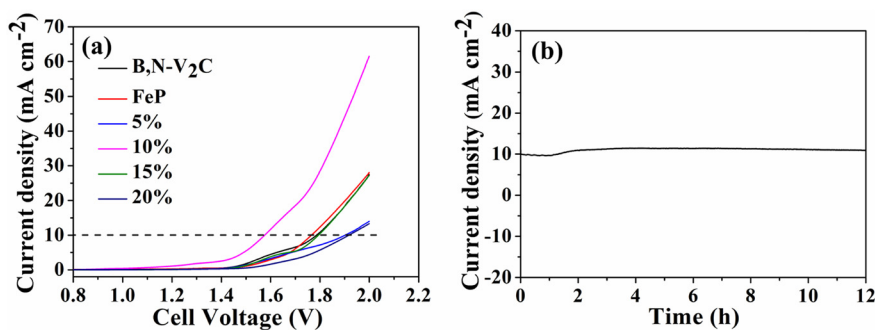 (a)
Current density (mA cm-2)
70
60
50
40
30
20
10
0
B,N-V2C
FeP
5%
10%
15%
20%
0.8 1.0 1.2 1.4 1.6 1.8 2.0 2.2
Cell Voltage (V)
(b)
Current density (mA cm-2)
40
30
20
10
0
-10
-20
0 2 4 6 8 10 12
Time (h)